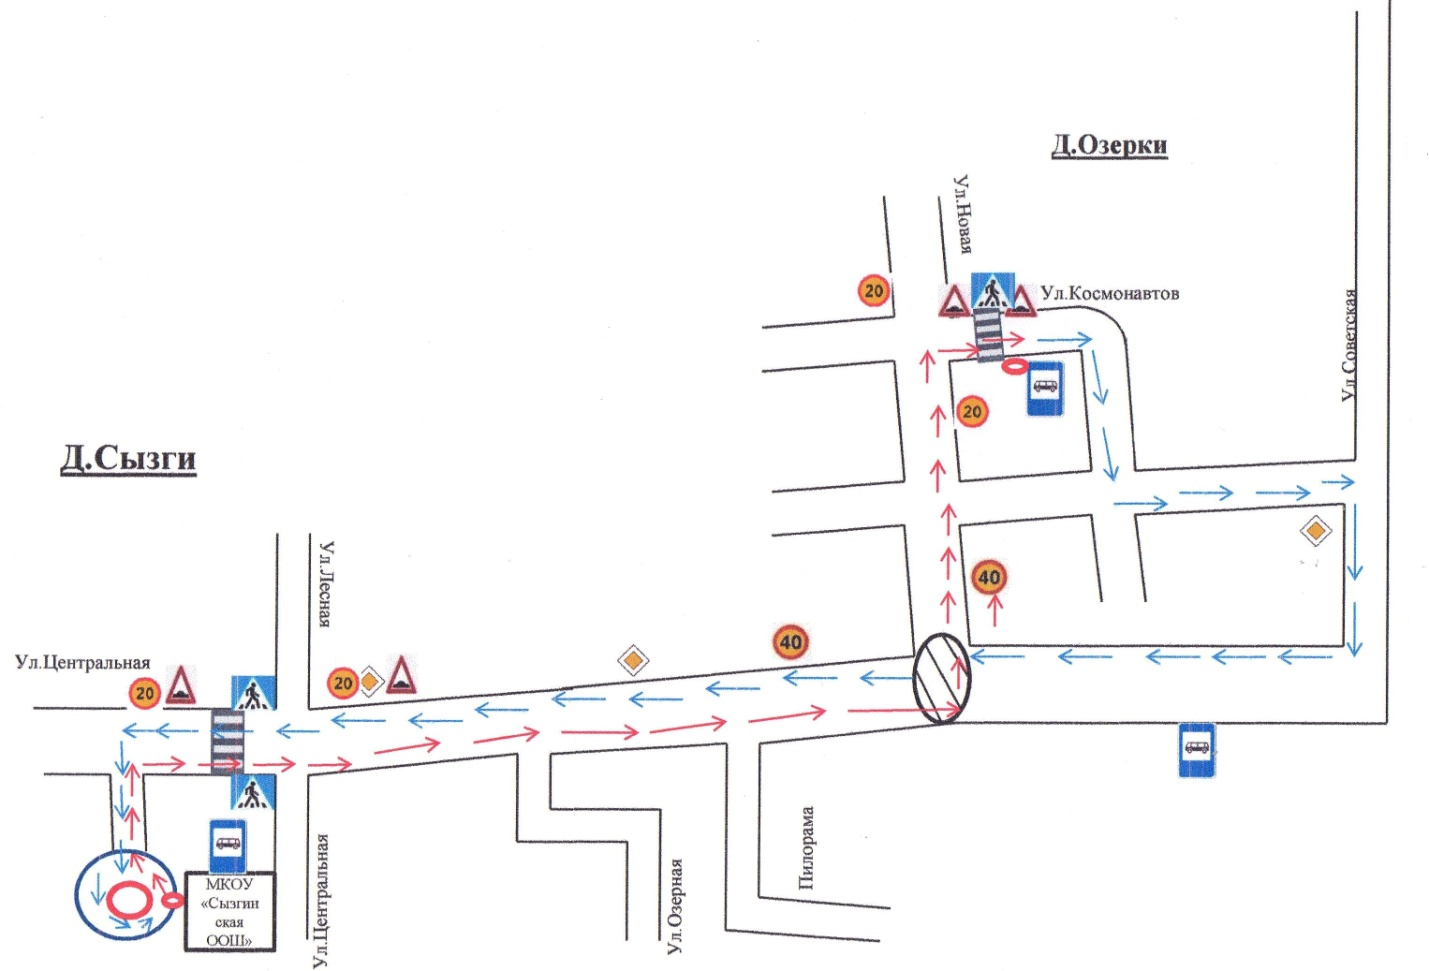 Д.Озерки
Ул.Новая
20
Ул.Космонавтов
Ул.Советская
20
Д.Сызги
Ул.Лесная
40
40
Ул.Центральная
20
20
МКОУ
«Сызгин
ская
ООШ»
Ул.Центральная
Ул.Озерная
Пилорама